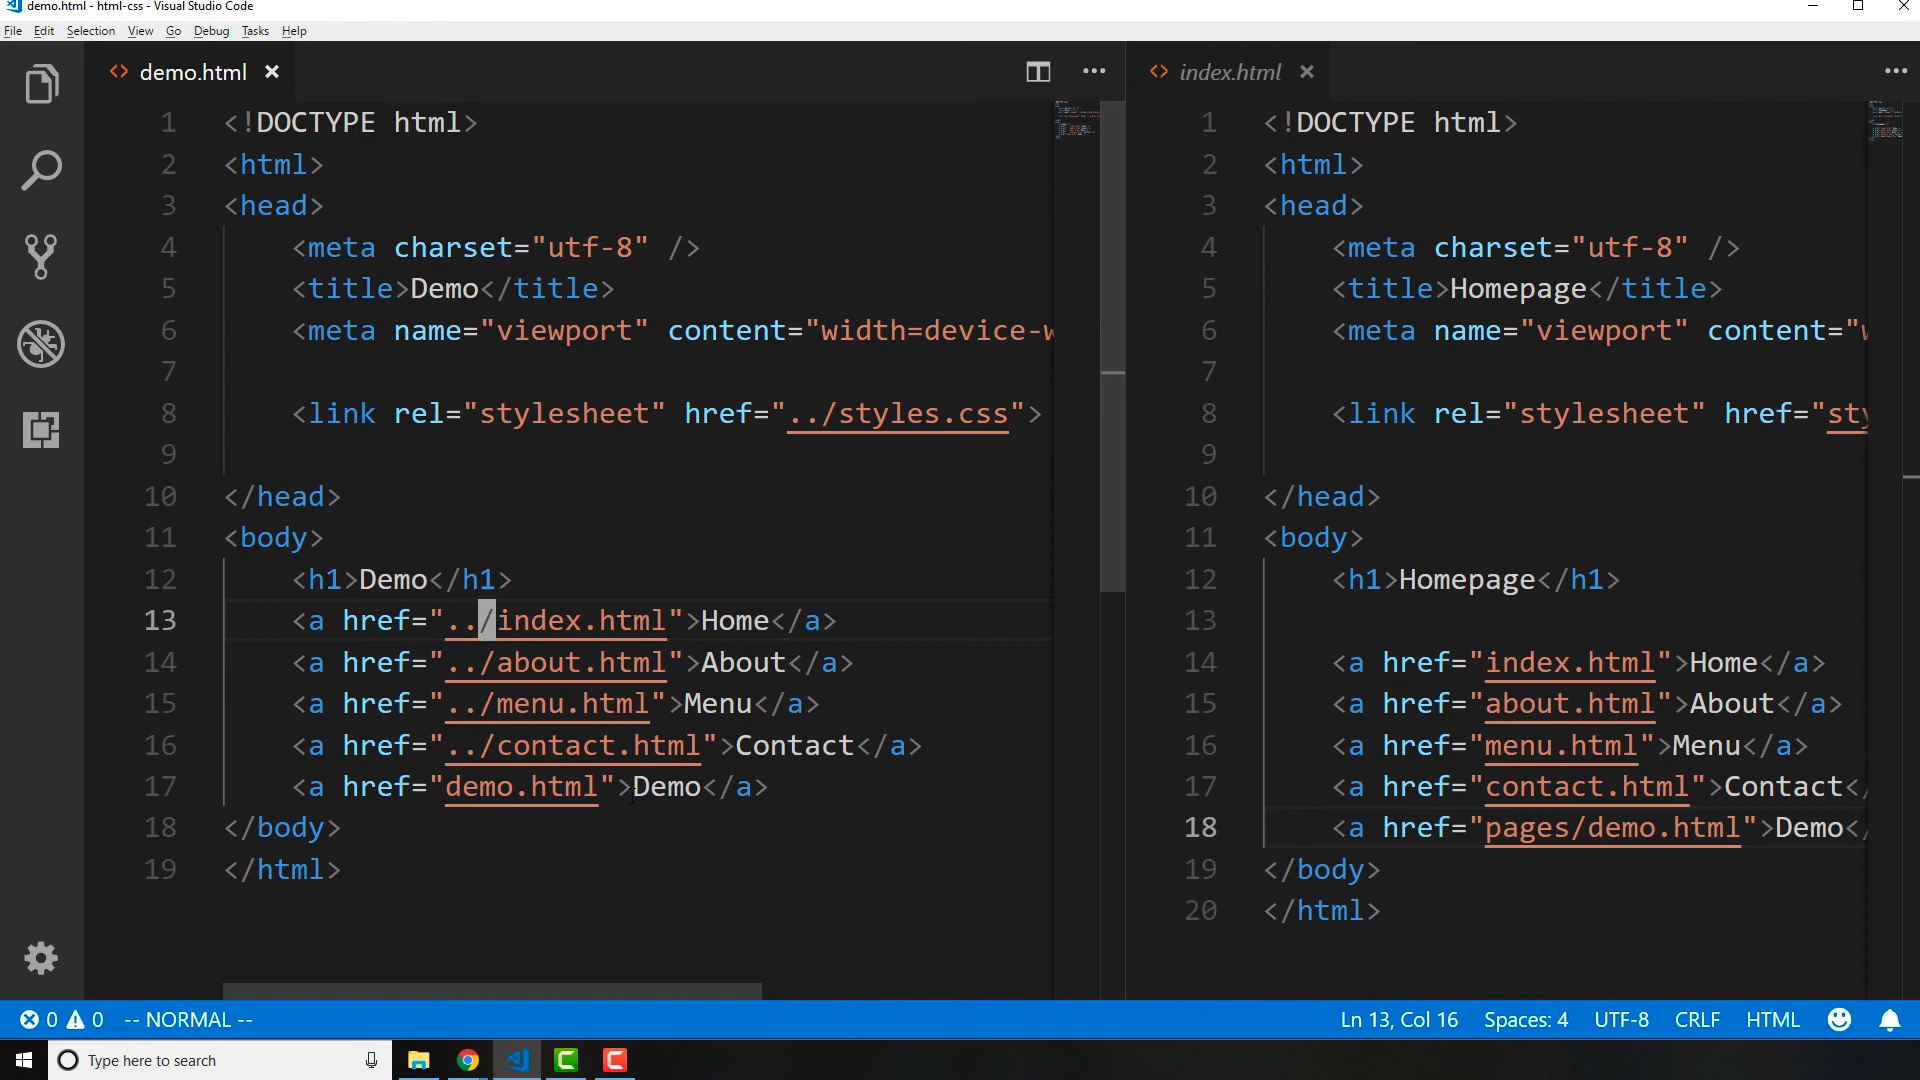 demo.html - html-css - Visual Studio Code
File Edit Selection View Go Debug Tasks Help
demo.html
1 <!DOCTYPE html>
2 <html>
3 <head>
4 <meta charset="utf-8" />
5 <title>Demo</title>
6 <meta name="viewport" content="width=device-w
7
8 <link rel="stylesheet" href="../styles.css">
9
10 </head>
11 <body>
12 <h1>Demo</h1>
13 <a href="../index.html">Home</a>
14 <a href="../about.html">About</a>
15 <a href="../menu.html">Menu</a>
16 <a href="../contact.html">Contact</a>
17 <a href="demo.html">Demo</a>
18 </body>
19 </html>
index.html
1 <!DOCTYPE html>
2 <html>
3 <head>
4 <meta charset="utf-8" />
5 <title>Homepage</title>
6 <meta name="viewport" content="w
7
8 <link rel="stylesheet" href="sty
9
10 </head>
11 <body>
12 <h1>Homepage</h1>
13
14 <a href="index.html">Home</a>
15 <a href="about.html">About</a>
16 <a href="menu.html">Menu</a>
17 <a href="contact.html">Contact</
18 <a href="pages/demo.html">Demo</
19 </body>
20 </html>
0 0 -- NORMAL -- Ln 13, Col 16 Spaces: 4 UTF-8 CRLF HTML
Type here to search